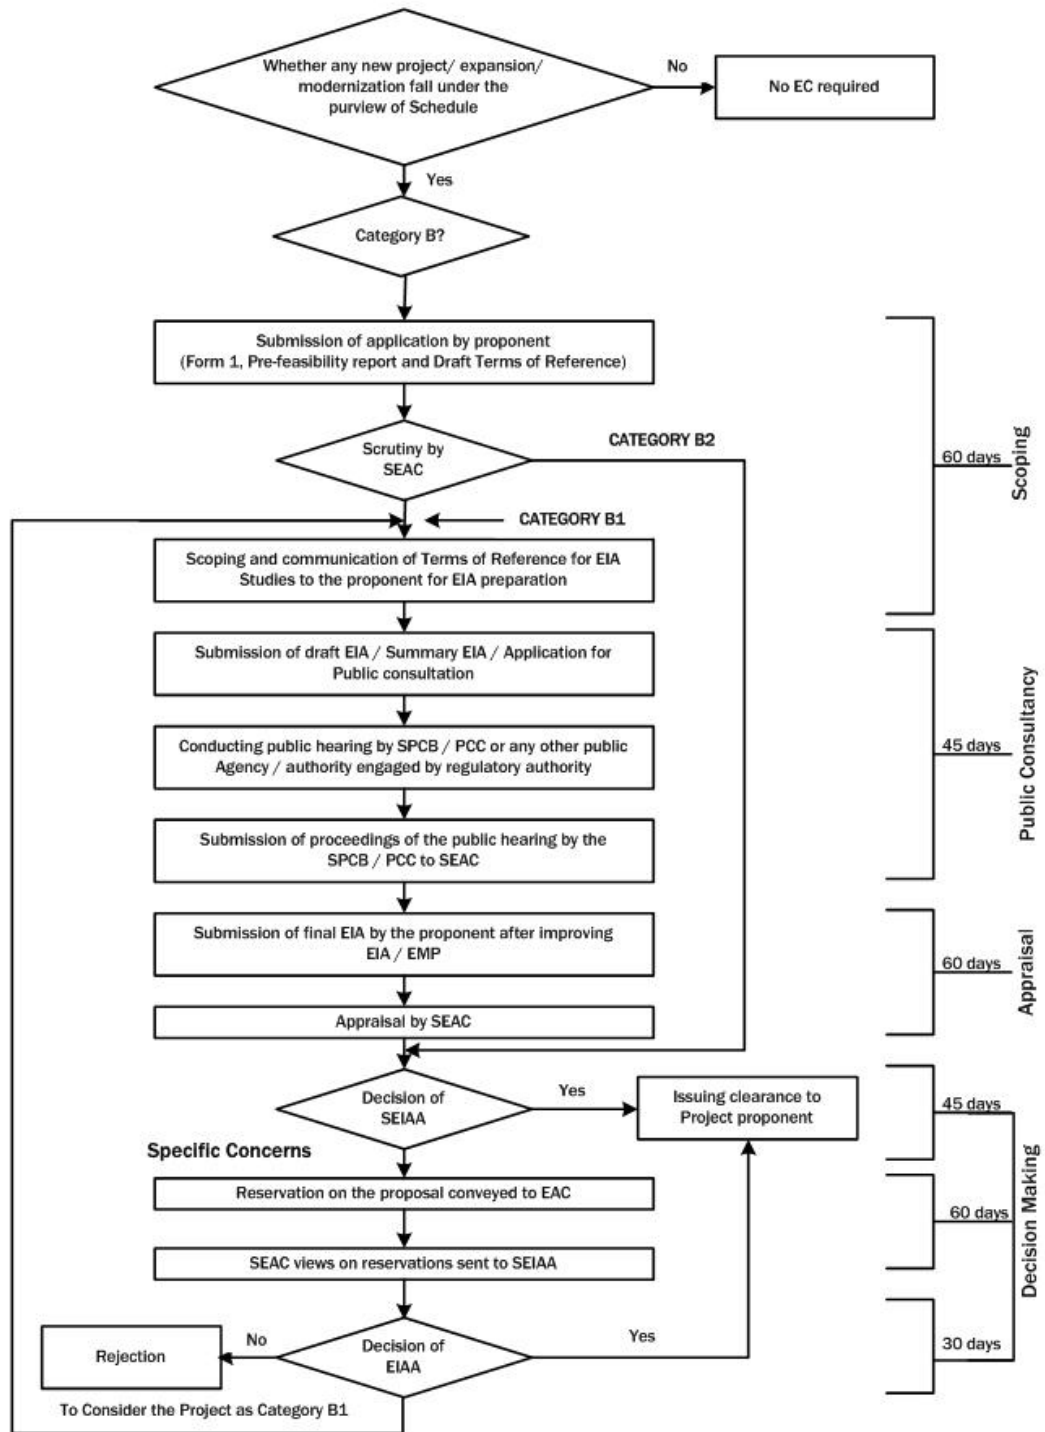 Whether any new project/ expansion/
modernization fall under the
purview of Schedule
No
No EC required
Yes
Category B?
Submission of application by proponent
(Form 1, Pre-feasibility report and Draft Terms of Reference)
Scrutiny by
SEAC
CATEGORY B2
60 days
Scoping
CATEGORY B1
Scoping and communication of Terms of Reference for EIA
Studies to the proponent for EIA preparation
Submission of draft EIA / Summary EIA / Application for
Public consultation
Conducting public hearing by SPCB / PCC or any other public
Agency / authority engaged by regulatory authority
45 days
Public Consultancy
Submission of proceedings of the public hearing by the
SPCB / PCC to SEAC
Submission of final EIA by the proponent after improving
EIA / EMP
60 days
Appraisal
Appraisal by SEAC
Decision of
SEIAA
Yes
Issuing clearance to
Project proponent
45 days
Specific Concerns
Reservation on the proposal conveyed to EAC
60 days
Decision Making
SEAC views on reservations sent to SEIAA
Decision of
EIAA
No
Rejection
Yes
30 days
To Consider the Project as Category B1